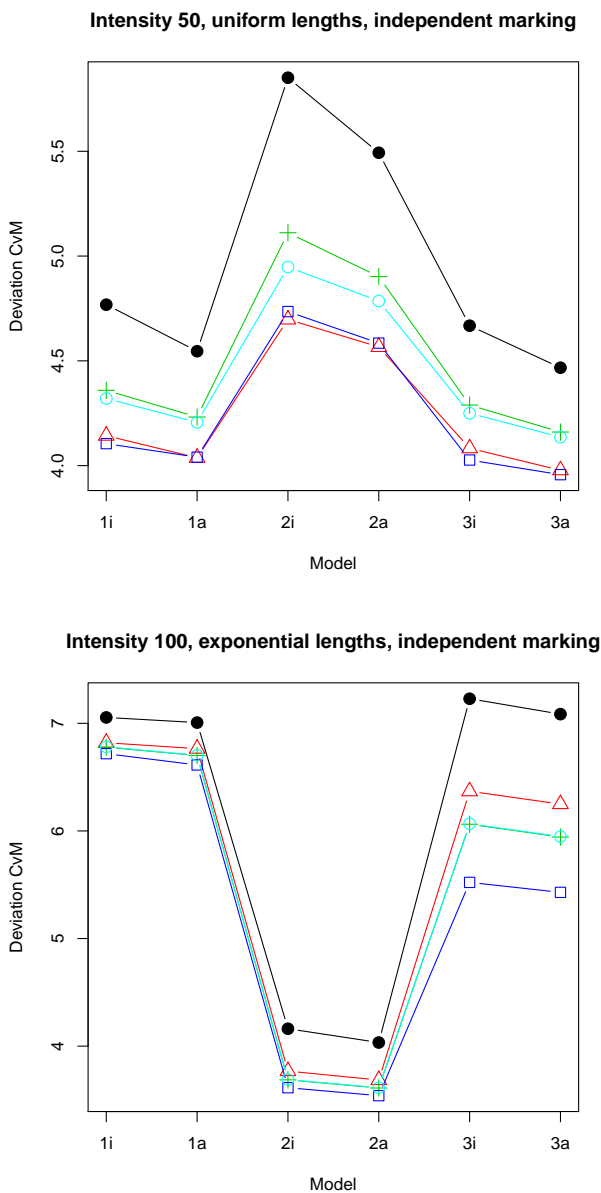 Intensity 50, uniform lengths, independent marking
Deviation CvM
5.5
5.0
4.5
4.0
1i 1a 2i 2a 3i 3a
Model
Intensity 100, exponential lengths, independent marking
Deviation CvM
7
6
5
4
1i 1a 2i 2a 3i 3a
Model